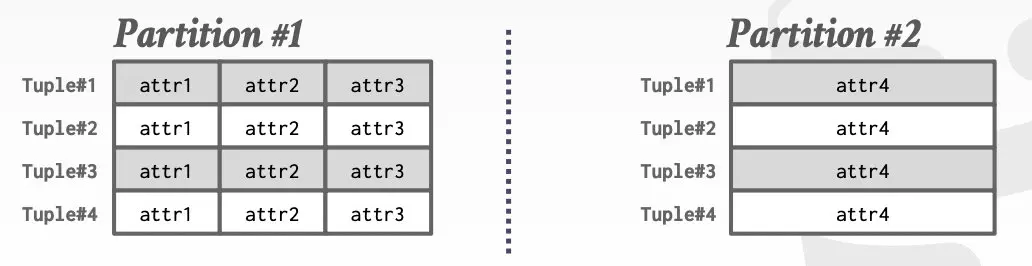 Partition #1
Tuple#1 attr1 attr2 attr3
Tuple#2 attr1 attr2 attr3
Tuple#3 attr1 attr2 attr3
Tuple#4 attr1 attr2 attr3
Partition #2
Tuple#1 attr4
Tuple#2 attr4
Tuple#3 attr4
Tuple#4 attr4